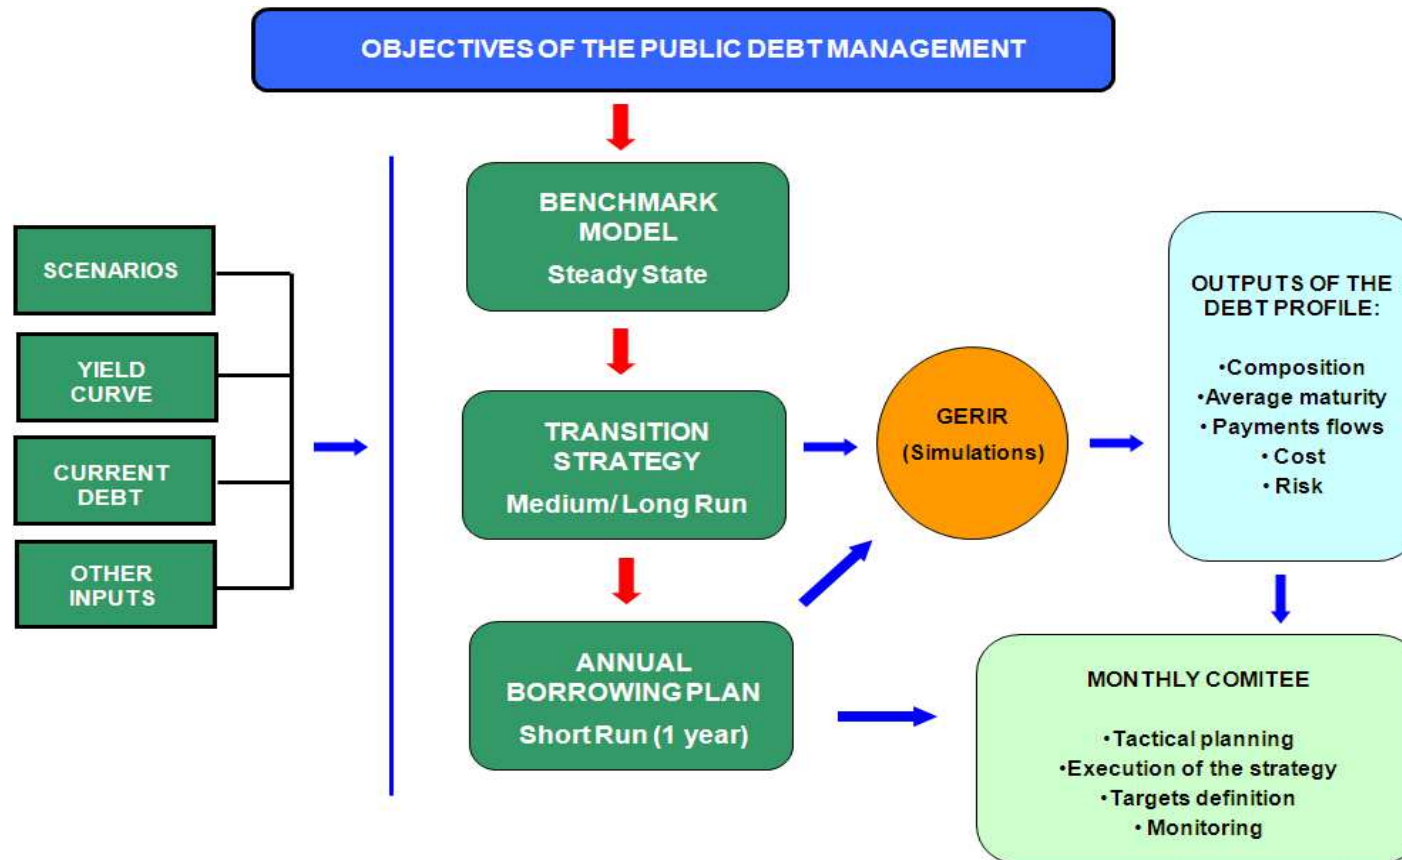 OBJECTIVES OF THE PUBLIC DEBT MANAGEMENT
SCENARIOS
YIELD
CURVE
CURRENT
DEBT
OTHER
INPUTS
BENCHMARK
MODEL
Steady State
TRANSITION
STRATEGY
Medium/ Long Run
ANNUAL
BORROWING PLAN
Short Run (1 year)
GERIR
(Simulations)
OUTPUTS OF THE
DEBT PROFILE:
•Composition
•Average maturity
• Payments flows
• Cost
• Risk
MONTHLY COMITEE
•Tactical planning
•Execution of the strategy
•Targets definition
• Monitoring